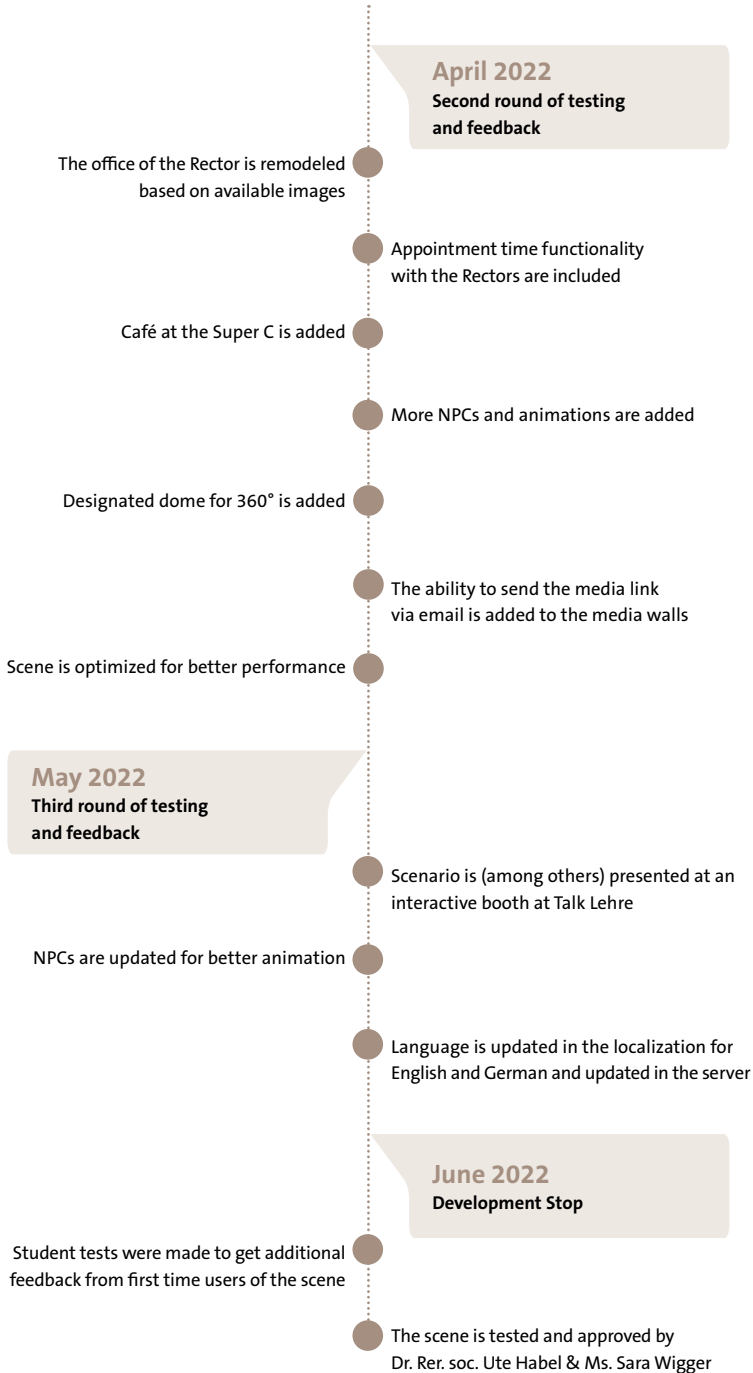 April 2022
Second round of testing
and feedback
The office of the Rector is remodeled
based on available images
Appointment time functionality
with the Rectors are included
Café at the Super C is added
More NPCs and animations are added
Designated dome for 360° is added
The ability to send the media link
via email is added to the media walls
Scene is optimized for better performance
May 2022
Third round of testing
and feedback
Scenario is (among others) presented at an
interactive booth at Talk Lehre
NPCs are updated for better animation
Language is updated in the localization for
English and German and updated in the server
June 2022
Development Stop
Student tests were made to get additional
feedback from first time users of the scene
The scene is tested and approved by
Dr. Rer. soc. Ute Habel & Ms. Sara Wigger